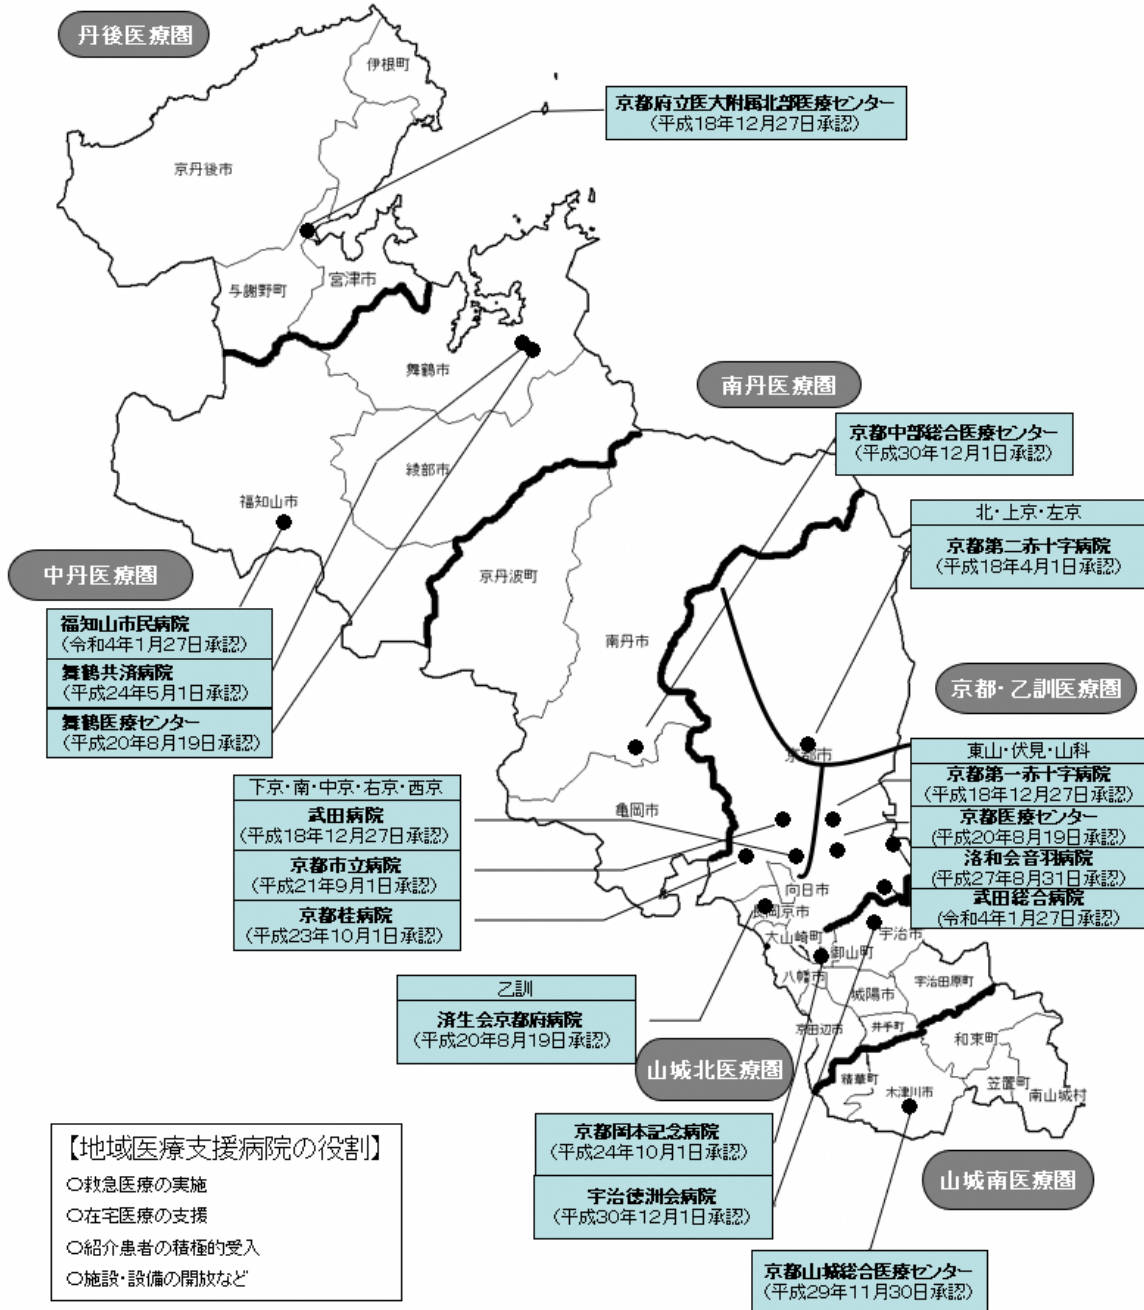 丹後医療圏
伊根町
京都府立医大附属北部医療センター
(平成18年12月27日承認)
京丹後市
与謝野町
宮津市
舞鶴市
南丹医療圏
京都中部総合医療センター
(平成30年12月1日承認)
綾部市
福知山市
北・上京・左京
京都第二赤十字病院
(平成18年4月1日承認)
中丹医療圏
京丹波町
福知山市民病院
(令和4年1月27日承認)
舞鶴共済病院
(平成24年5月1日承認)
舞鶴医療センター
(平成20年8月19日承認)
南丹市
京都・乙訓医療圏
京都市
東山・伏見・山科
京都第一赤十字病院
(平成18年12月27日承認)
京都医療センター
(平成20年8月19日承認)
洛和会音羽病院
(平成27年8月31日承認)
武田総合病院
(令和4年1月27日承認)
下京・南・中京・右京・西京
武田病院
(平成18年12月27日承認)
京都市立病院
(平成21年9月1日承認)
京都桂病院
(平成23年10月1日承認)
亀岡市
向日市
長岡京市
大山崎町
宇治市
御山町
八幡市
城陽市
宇治田原町
京田辺市
井手町
和束町
精華町
木津川市
笠置町
南山城村
乙訓
済生会京都府病院
(平成20年8月19日承認)
山城北医療圏
京都岡本記念病院
(平成24年10月1日承認)
宇治徳洲会病院
(平成30年12月1日承認)
山城南医療圏
京都山城総合医療センター
(平成29年11月30日承認)
【地域医療支援病院の役割】
○救急医療の実施
○在宅医療の支援
○紹介患者の積極的受入
○施設・設備の開放など